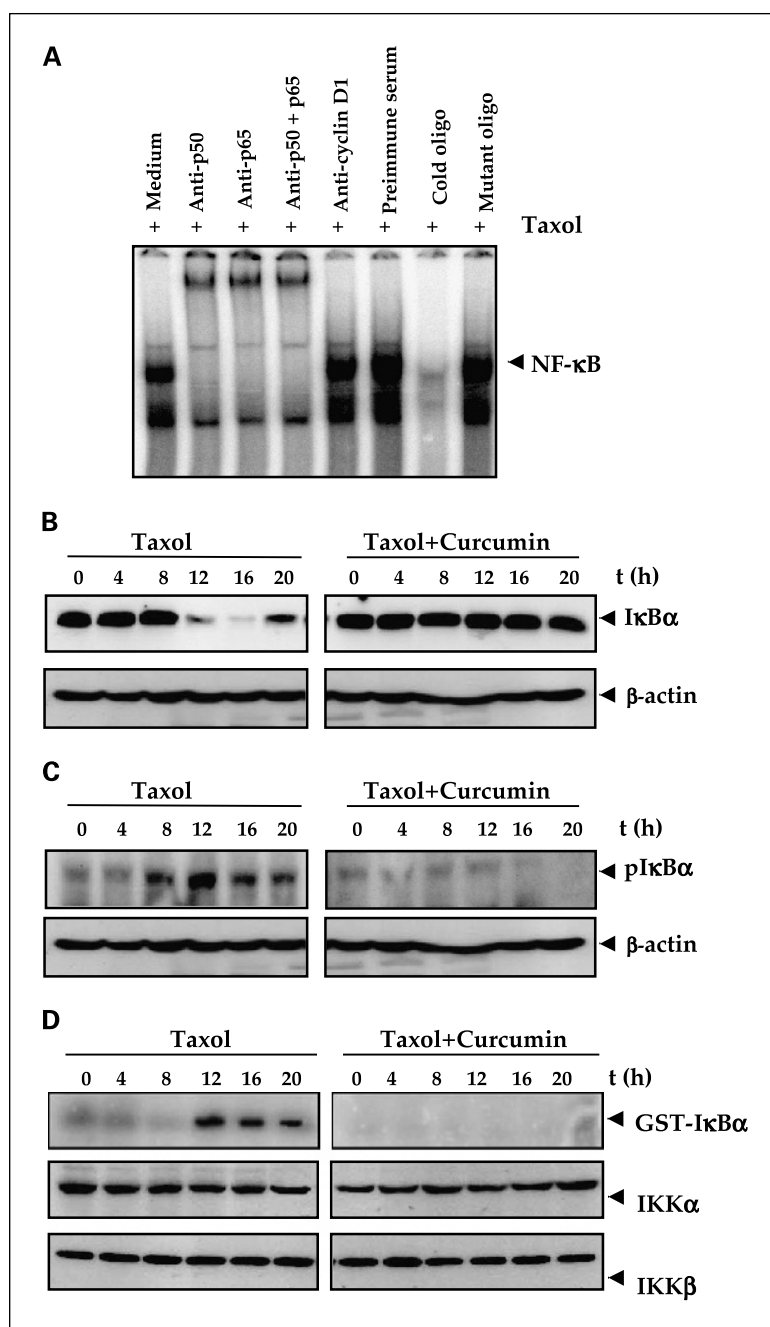 A
Medium
Anti-p50
Anti-p65
Anti-p50 + p65
Anti-cyclin D1
Preimmune serum
Cold oligo
Mutant oligo
+ + + + + + + + Taxol
NF-κB
B
Taxol Taxol+Curcumin
0 4 8 12 16 20 0 4 8 12 16 20 t (h)
IκBα
β-actin
C
Taxol Taxol+Curcumin
0 4 8 12 16 20 0 4 8 12 16 20 t (h)
pIκBα
β-actin
D
Taxol Taxol+Curcumin
0 4 8 12 16 20 0 4 8 12 16 20 t (h)
GST-IκBα
IKKα
IKKβ